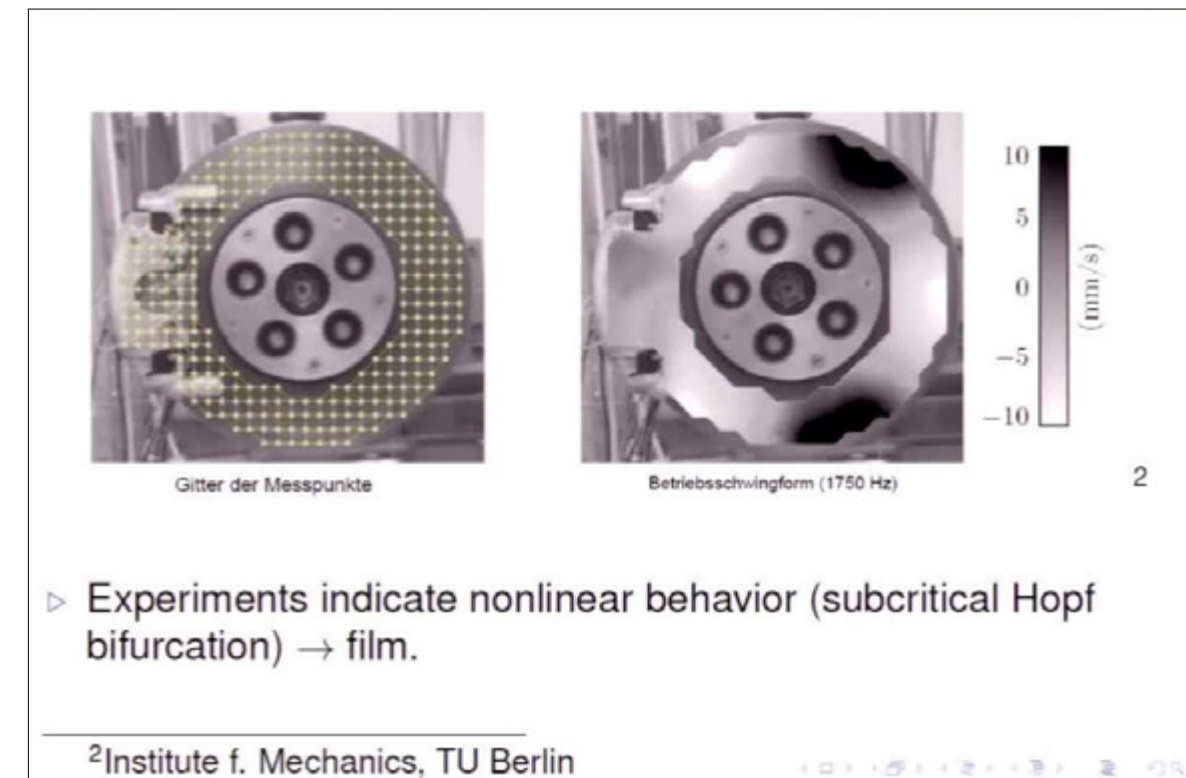 10
5
0
−5
−10
(mm/s)
Gitter der Messpunkte
Betriebsschwingform (1750 Hz)
2
▷ Experiments indicate nonlinear behavior (subcritical Hopf
bifurcation) → film.
2Institute f. Mechanics, TU Berlin